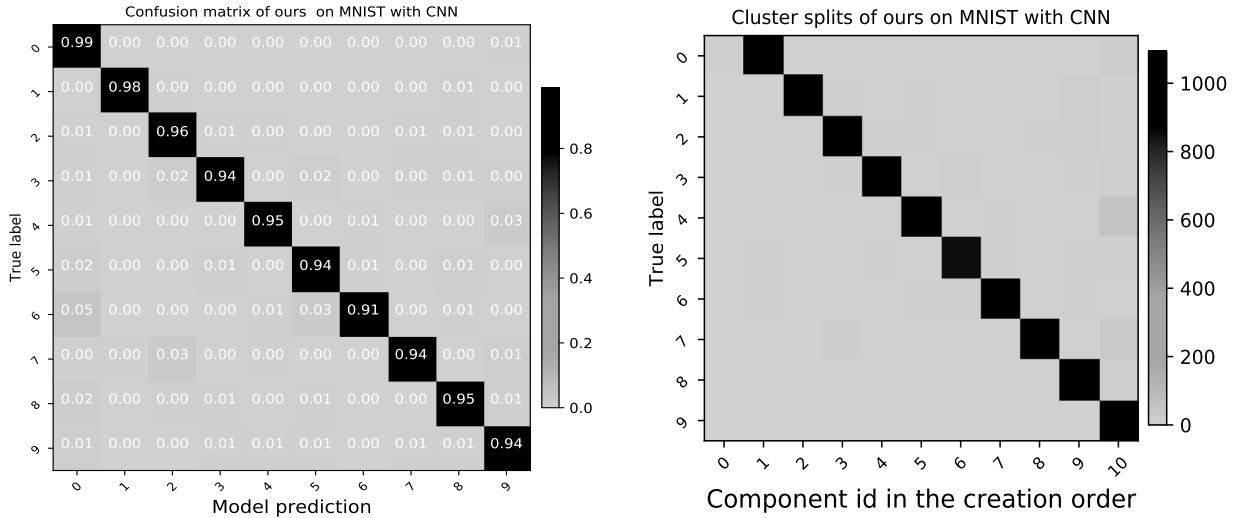 Confusion matrix of ours on MNIST with CNN
0 0.99 0.00 0.00 0.00 0.00 0.00 0.00 0.00 0.00 0.01
1 0.00 0.98 0.00 0.00 0.00 0.00 0.00 0.00 0.01 0.00
2 0.01 0.00 0.96 0.01 0.00 0.00 0.00 0.01 0.01 0.00
3 0.01 0.00 0.02 0.94 0.00 0.02 0.00 0.00 0.01 0.00
4 0.01 0.00 0.00 0.00 0.95 0.00 0.01 0.00 0.00 0.03
5 0.02 0.00 0.00 0.01 0.00 0.94 0.01 0.00 0.01 0.00
6 0.05 0.00 0.00 0.00 0.01 0.03 0.91 0.00 0.01 0.00
7 0.00 0.00 0.03 0.01 0.00 0.00 0.00 0.94 0.00 0.01
8 0.02 0.00 0.00 0.01 0.00 0.01 0.00 0.00 0.95 0.01
9 0.01 0.00 0.00 0.01 0.01 0.01 0.00 0.01 0.01 0.94
0 1 2 3 4 5 6 7 8 9
True label
Model prediction
0.8
0.6
0.4
0.2
0.0
Cluster splits of ours on MNIST with CNN
0
1
2
3
4
5
6
7
8
9
0 1 2 3 4 5 6 7 8 9 10
True label
Component id in the creation order
1000
800
600
400
200
0